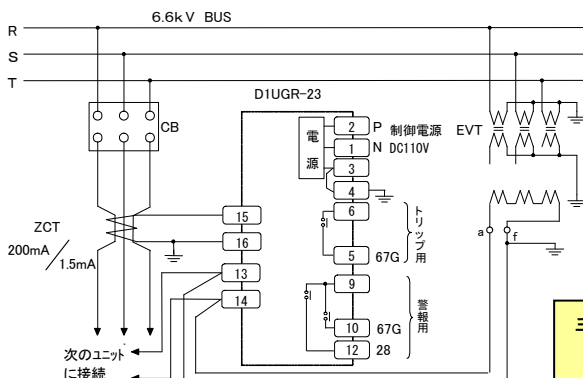 6.6kV BUS
R
S
T
D1UGR-23
CB
電源
2 P 制御電源
1 N DC110V
3
4
EVT
ZCT
200mA/1.5mA
15
16
13
14
6
5 67G
トリップ用
9
10 67G
12 28
警報用
a
f
次のユニット
に接続